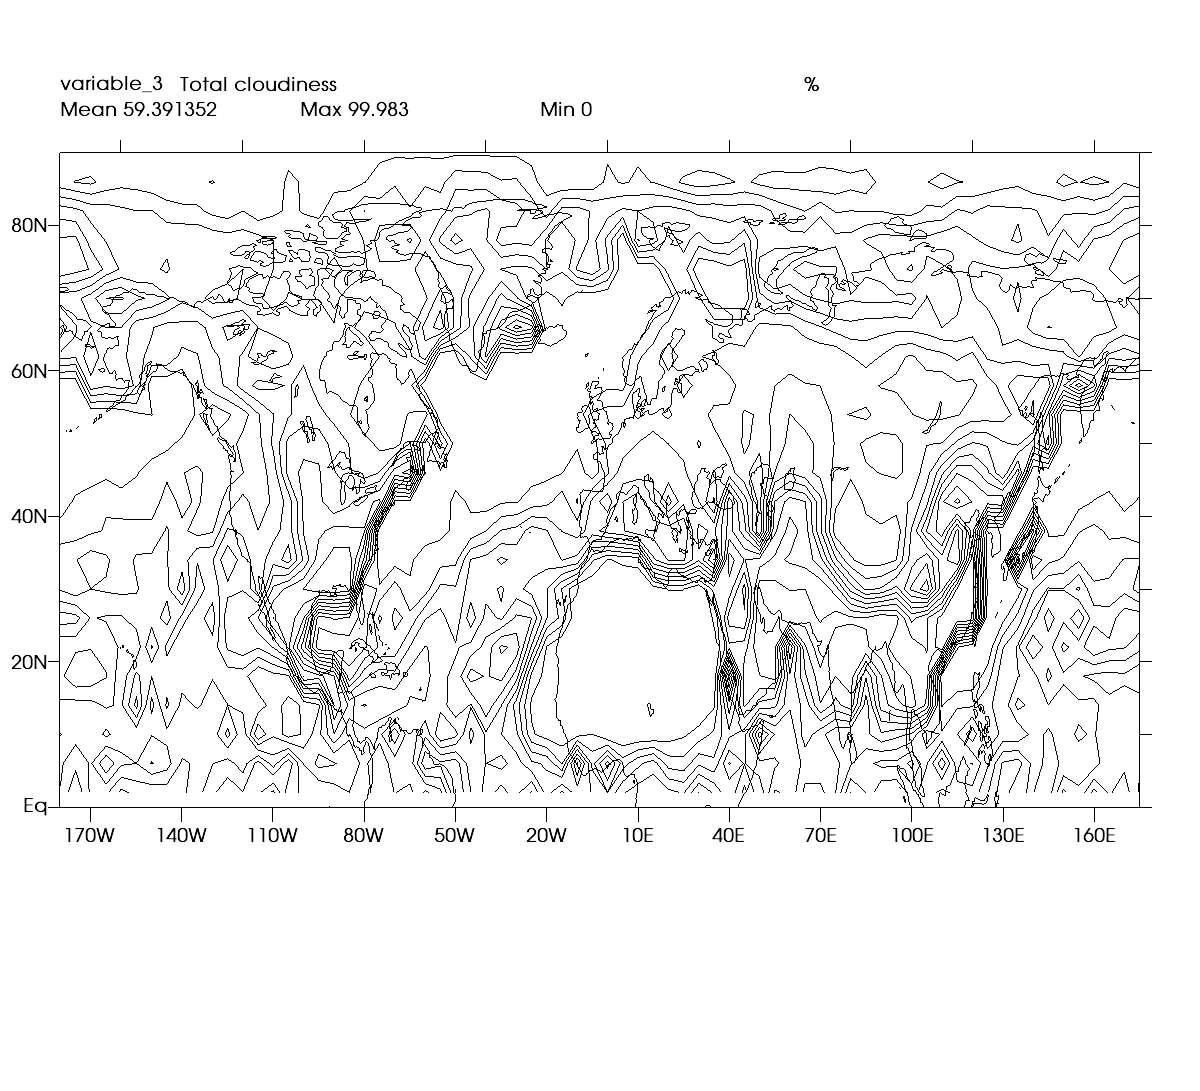 variable_3 Total cloudiness %
Mean 59.391352 Max 99.983 Min 0
80N
60N
40N
20N
Eq
170W 140W 110W 80W 50W 20W 10E 40E 70E 100E 130E 160E